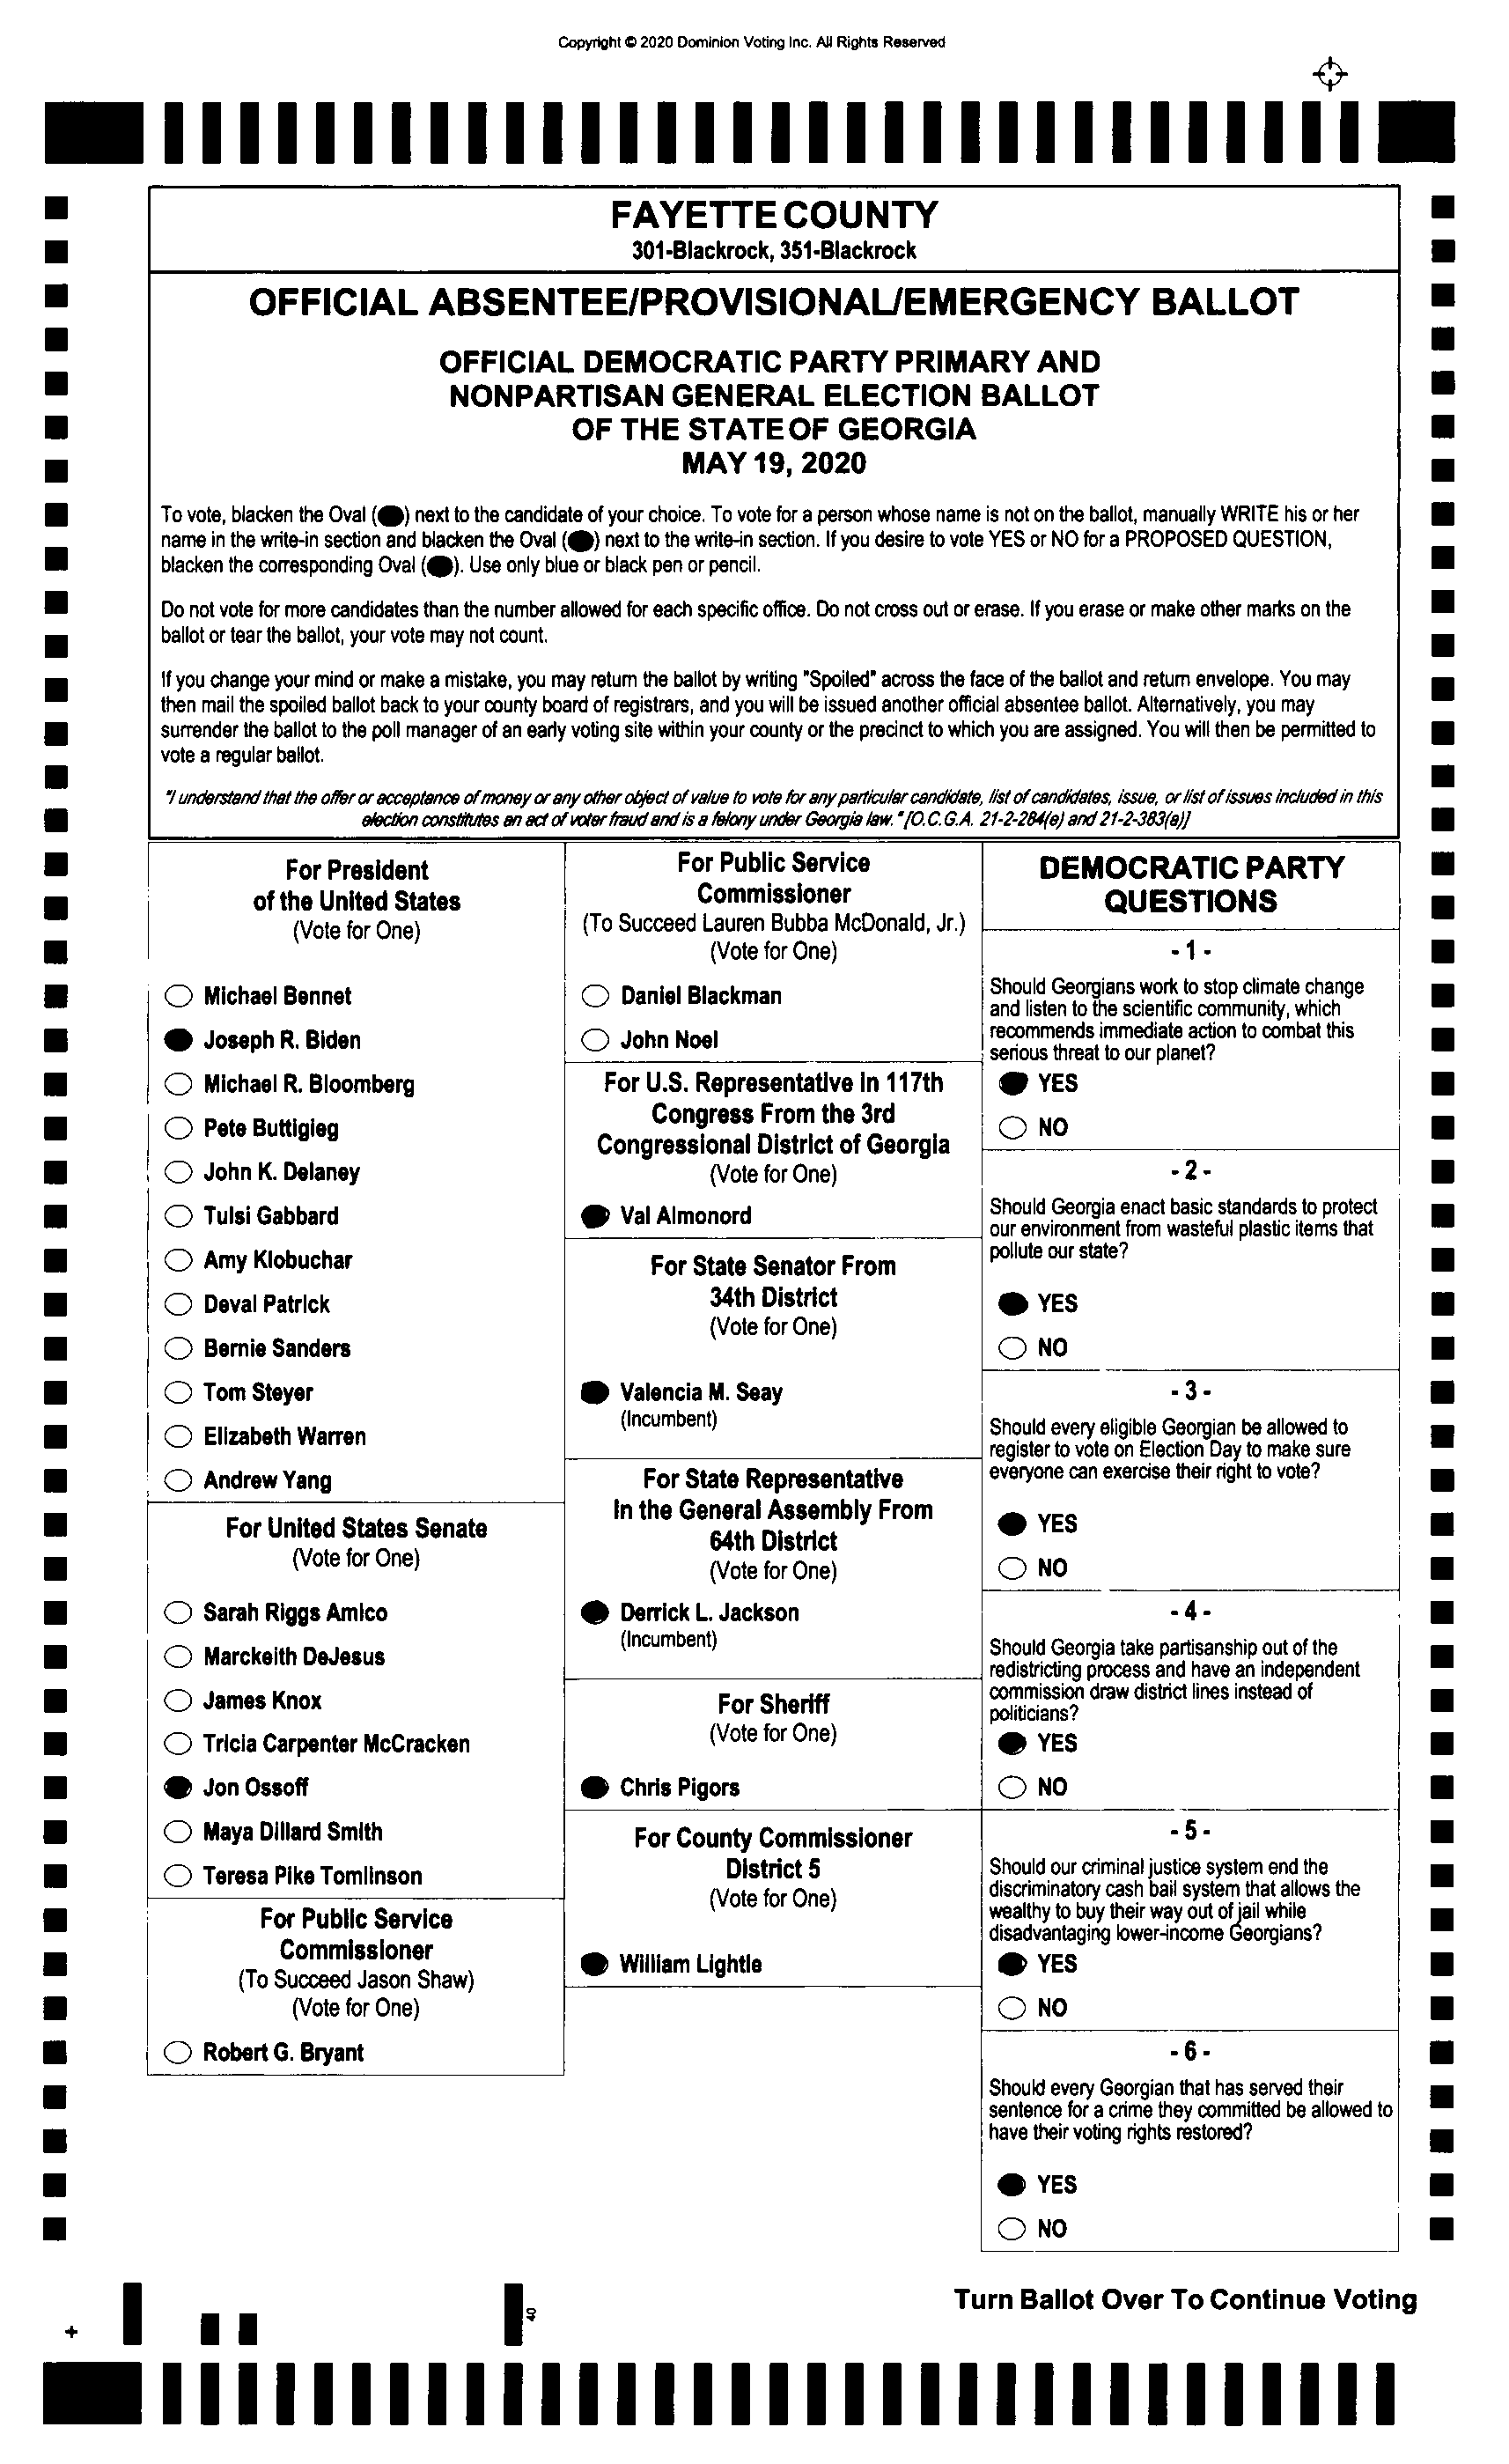 Copyright © 2020 Dominion Voting Inc. All Rights Reserved
FAYETTE COUNTY
301-Blackrock, 351-Blackrock
OFFICIAL ABSENTEE/PROVISIONAL/EMERGENCY BALLOT
OFFICIAL DEMOCRATIC PARTY PRIMARY AND
NONPARTISAN GENERAL ELECTION BALLOT
OF THE STATE OF GEORGIA
MAY 19, 2020
To vote, blacken the Oval (●) next to the candidate of your choice. To vote for a person whose name is not on the ballot, manually WRITE his or her
name in the write-in section and blacken the Oval (●) next to the write-in section. If you desire to vote YES or NO for a PROPOSED QUESTION,
blacken the corresponding Oval (●). Use only blue or black pen or pencil.
Do not vote for more candidates than the number allowed for each specific office. Do not cross out or erase. If you erase or make other marks on the
ballot or tear the ballot, your vote may not count.
If you change your mind or make a mistake, you may return the ballot by writing "Spoiled" across the face of the ballot and return envelope. You may
then mail the spoiled ballot back to your county board of registrars, and you will be issued another official absentee ballot. Alternatively, you may
surrender the ballot to the poll manager of an early voting site within your county or the precinct to which you are assigned. You will then be permitted to
vote a regular ballot.
"I understand that the offer or acceptance of money or any other object of value to vote for any particular candidate, list of candidates, issue, or list of issues included in this
election constitutes an act of voter fraud and is a felony under Georgia law. "[O.C.G.A. 21-2-284(e) and 21-2-383(a)]
For President
of the United States
(Vote for One)
Michael Bennet
Joseph R. Biden
Michael R. Bloomberg
Pete Buttigieg
John K. Delaney
Tulsi Gabbard
Amy Klobuchar
Deval Patrick
Bernie Sanders
Tom Steyer
Elizabeth Warren
Andrew Yang
For United States Senate
(Vote for One)
Sarah Riggs Amico
Marckeith DeJesus
James Knox
Tricia Carpenter McCracken
Jon Ossoff
Maya Dillard Smith
Teresa Pike Tomlinson
For Public Service
Commissioner
(To Succeed Jason Shaw)
(Vote for One)
Robert G. Bryant
For Public Service
Commissioner
(To Succeed Lauren Bubba McDonald, Jr.)
(Vote for One)
Daniel Blackman
John Noel
For U.S. Representative in 117th
Congress From the 3rd
Congressional District of Georgia
(Vote for One)
Val Almonord
For State Senator From
34th District
(Vote for One)
Valencia M. Seay
(Incumbent)
For State Representative
In the General Assembly From
64th District
(Vote for One)
Derrick L. Jackson
(Incumbent)
For Sheriff
(Vote for One)
Chris Pigors
For County Commissioner
District 5
(Vote for One)
William Lightle
DEMOCRATIC PARTY
QUESTIONS
- 1 -
Should Georgians work to stop climate change
and listen to the scientific community, which
recommends immediate action to combat this
serious threat to our planet?
YES
NO
- 2 -
Should Georgia enact basic standards to protect
our environment from wasteful plastic items that
pollute our state?
YES
NO
- 3 -
Should every eligible Georgian be allowed to
register to vote on Election Day to make sure
everyone can exercise their right to vote?
YES
NO
- 4 -
Should Georgia take partisanship out of the
redistricting process and have an independent
commission draw district lines instead of
politicians?
YES
NO
- 5 -
Should our criminal justice system end the
discriminatory cash bail system that allows the
wealthy to buy their way out of jail while
disadvantaging lower-income Georgians?
YES
NO
- 6 -
Should every Georgian that has served their
sentence for a crime they committed be allowed to
have their voting rights restored?
YES
NO
Turn Ballot Over To Continue Voting